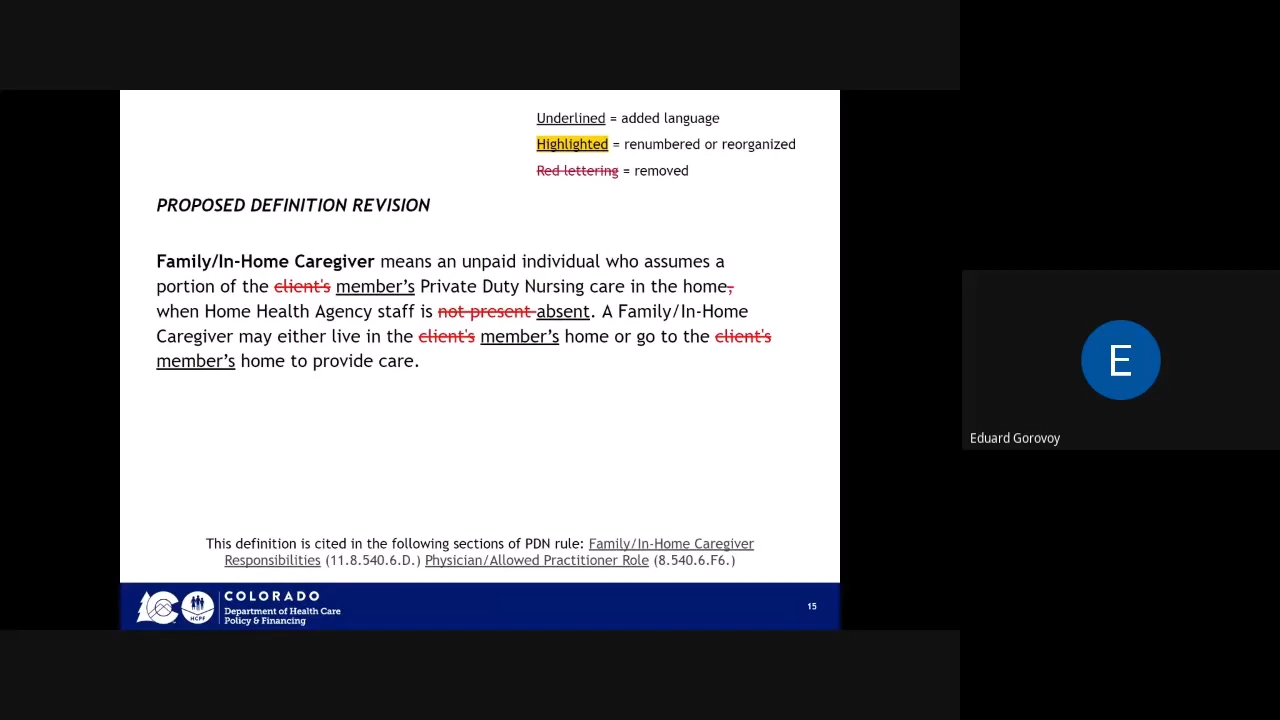 Underlined = added language
Highlighted = renumbered or reorganized
Red lettering = removed
PROPOSED DEFINITION REVISION
Family/In-Home Caregiver means an unpaid individual who assumes a
portion of the client's member's Private Duty Nursing care in the home,
when Home Health Agency staff is not present absent. A Family/In-Home
Caregiver may either live in the client's member's home or go to the client's
member's home to provide care.
This definition is cited in the following sections of PDN rule: Family/In-Home Caregiver
Responsibilities (11.8.540.6.D.) Physician/Allowed Practitioner Role (8.540.6.F6.)
HCPF
COLORADO
Department of Health Care
Policy & Financing
15
E
Eduard Gorovoy